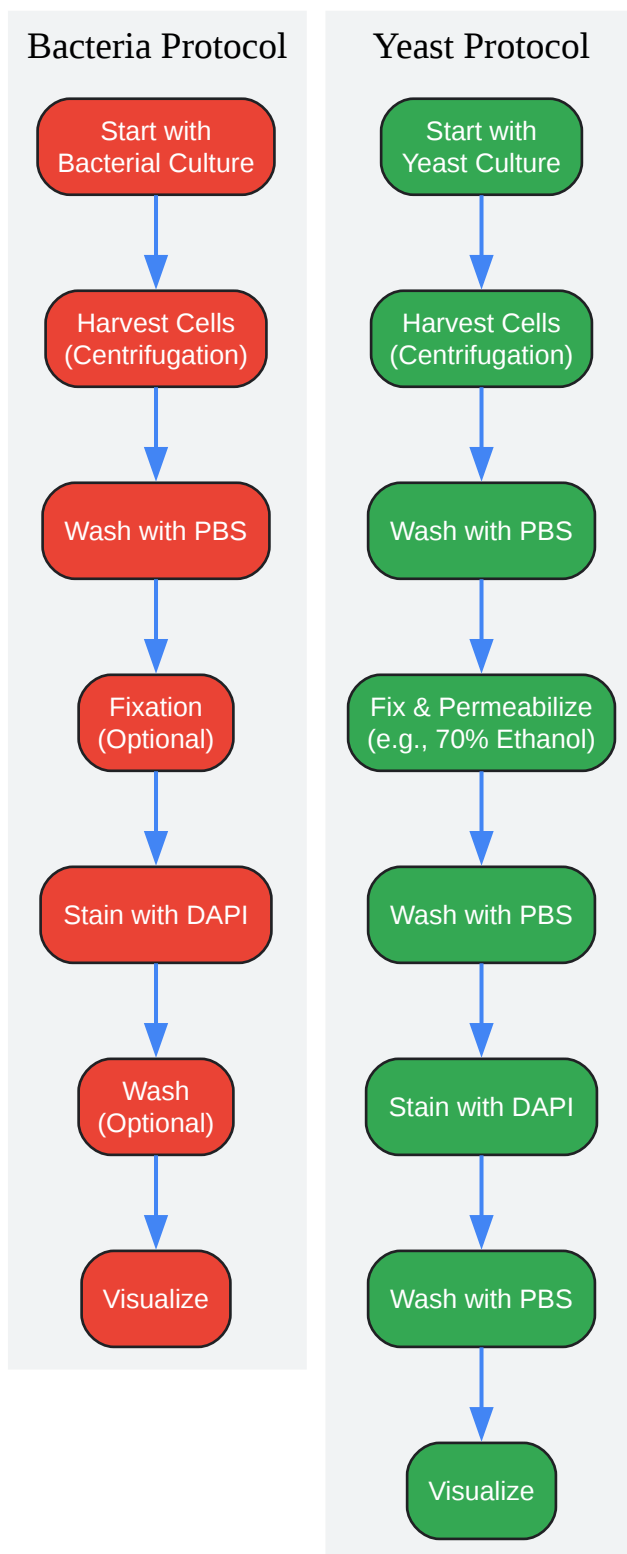 Bacteria Protocol
Start with
Bacterial Culture
Harvest Cells
(Centrifugation)
Wash with PBS
Fixation
(Optional)
Stain with DAPI
Wash
(Optional)
Visualize
Yeast Protocol
Start with
Yeast Culture
Harvest Cells
(Centrifugation)
Wash with PBS
Fix & Permeabilize
(e.g., 70% Ethanol)
Wash with PBS
Stain with DAPI
Wash with PBS
Visualize